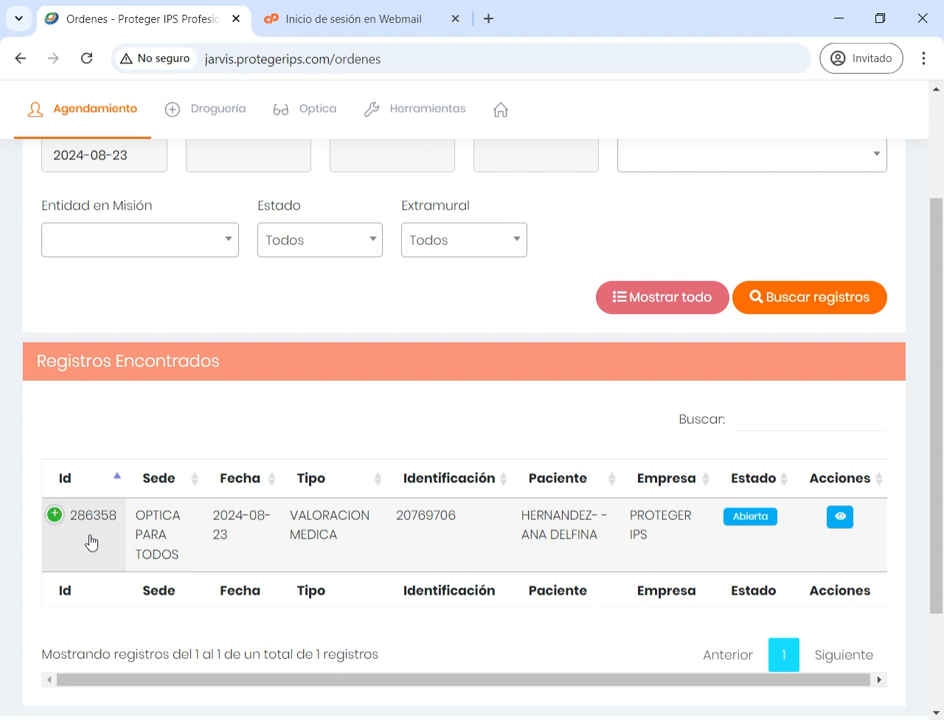 Ordenes - Proteger IPS Profesio
Inicio de sesión en Webmail
No seguro
jarvis.protegerips.com/ordenes
Invitado
Agendamiento
Droguería
Optica
Herramientas
2024-08-23
Entidad en Misión
Estado
Extramural
Todos
Todos
Mostrar todo
Buscar registros
Registros Encontrados
Buscar:
Id Sede Fecha Tipo Identificación Paciente Empresa Estado Acciones
286358 OPTICA 2024-08- VALORACION 20769706 HERNANDEZ- - PROTEGER Abierta
PARA 23 MEDICA ANA DELFINA IPS
TODOS
Id Sede Fecha Tipo Identificación Paciente Empresa Estado Acciones
Mostrando registros del 1 al 1 de un total de 1 registros
Anterior 1 Siguiente